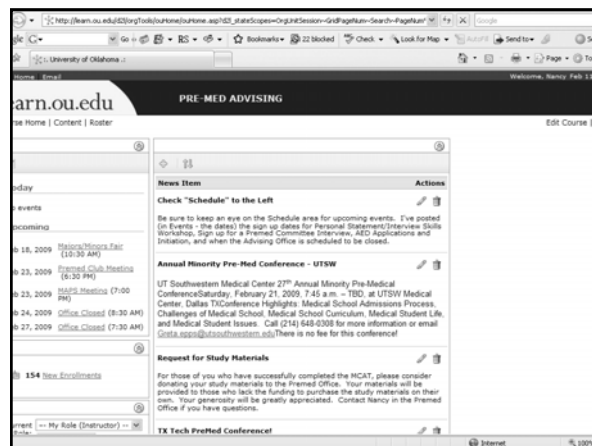 http://learn.ou.edu/d2l/orgTools/ouHome/ouHome.asp?d2l_stateScopes=OrgUnitSession~GridPageNum~Search~PageNum
Google
gle
Go
RS
Bookmarks
22 blocked
Check
Look for Map
AutoFill
Send to
University of Oklahoma .:
Page
To
Home Email
Welcome, Nancy Feb 11
earn.ou.edu
PRE-MED ADVISING
rse Home | Content | Roster
Edit Course |
oday
o events
pcoming
b 18, 2009 Majors/Minors Fair
(10:30 AM)
b 23, 2009 Premed Club Meeting
(6:30 PM)
b 23, 2009 MAPS Meeting (7:00
PM)
b 24, 2009 Office Closed (8:30 AM)
b 27, 2009 Office Closed (7:30 AM)
154 New Enrollments
urrent -- My Role (Instructor) --
Role:
News Item Actions
Check "Schedule" to the Left
Be sure to keep an eye on the Schedule area for upcoming events. I've posted
(in Events - the dates) the sign up dates for Personal Statement/Interview Skills
Workshop, Sign up for a Premed Committee Interview, AED Applications and
Initiation, and when the Advising Office is scheduled to be closed.
Annual Minority Pre-Med Conference - UTSW
UT Southwestern Medical Center 27th Annual Minority Pre-Medical
ConferenceSaturday, February 21, 2009, 7:45 a.m. – TBD, at UTSW Medical
Center, Dallas TXConference Highlights: Medical School Admissions Process,
Challenges of Medical School, Medical School Curriculum, Medical Student Life,
and Medical Student Issues. Call (214) 648-0308 for more information or email
Greta.apps@utsouthwestern.eduThere is no fee for this conference!
Request for Study Materials
For those of you who have successfully completed the MCAT, please consider
donating your study materials to the Premed Office. Your materials will be
provided to those who lack the funding to purchase the study materials on their
own. Your generosity will be greatly appreciated. Contact Nancy in the Premed
Office if you have questions.
TX Tech PreMed Conference!
Internet
100%